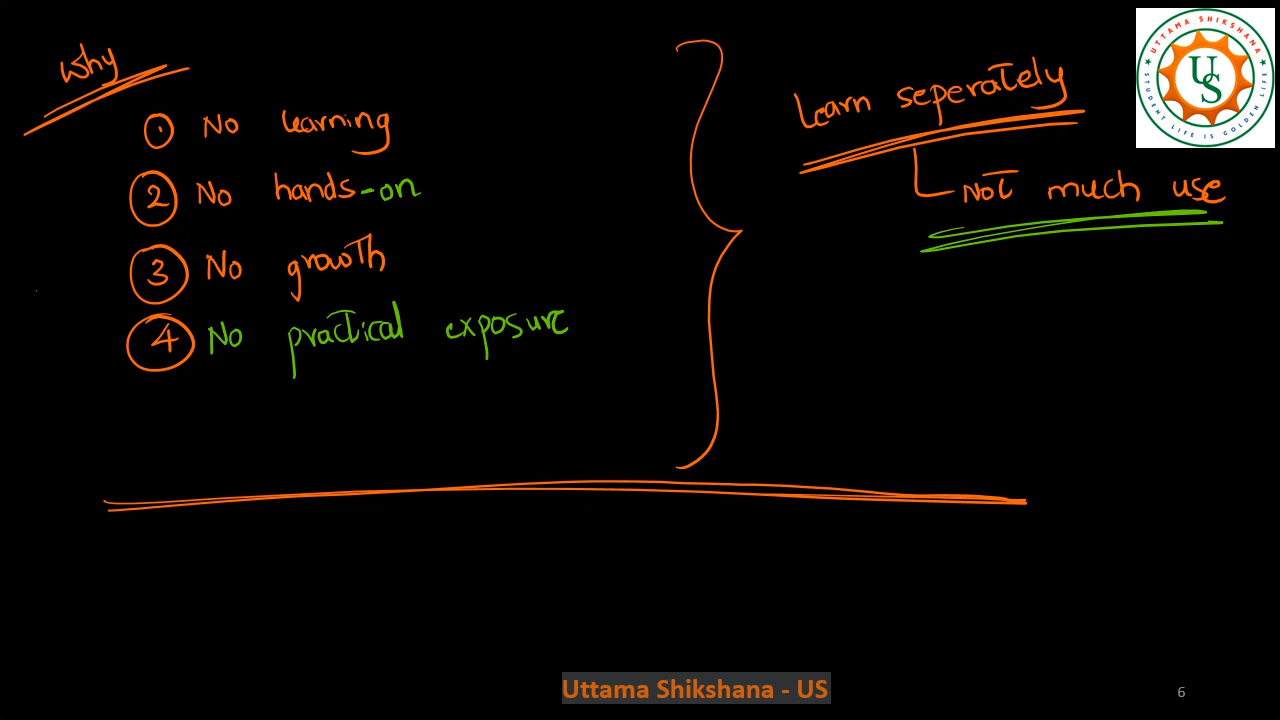 Why
① No learning
② No hands-on
③ No growth
④ No practical exposure
Learn seperately
Not much use
UTTAMA SHIKSHANA
US
STUDENT LIFE IS GOLDEN LIFE
Uttama Shikshana - US
6